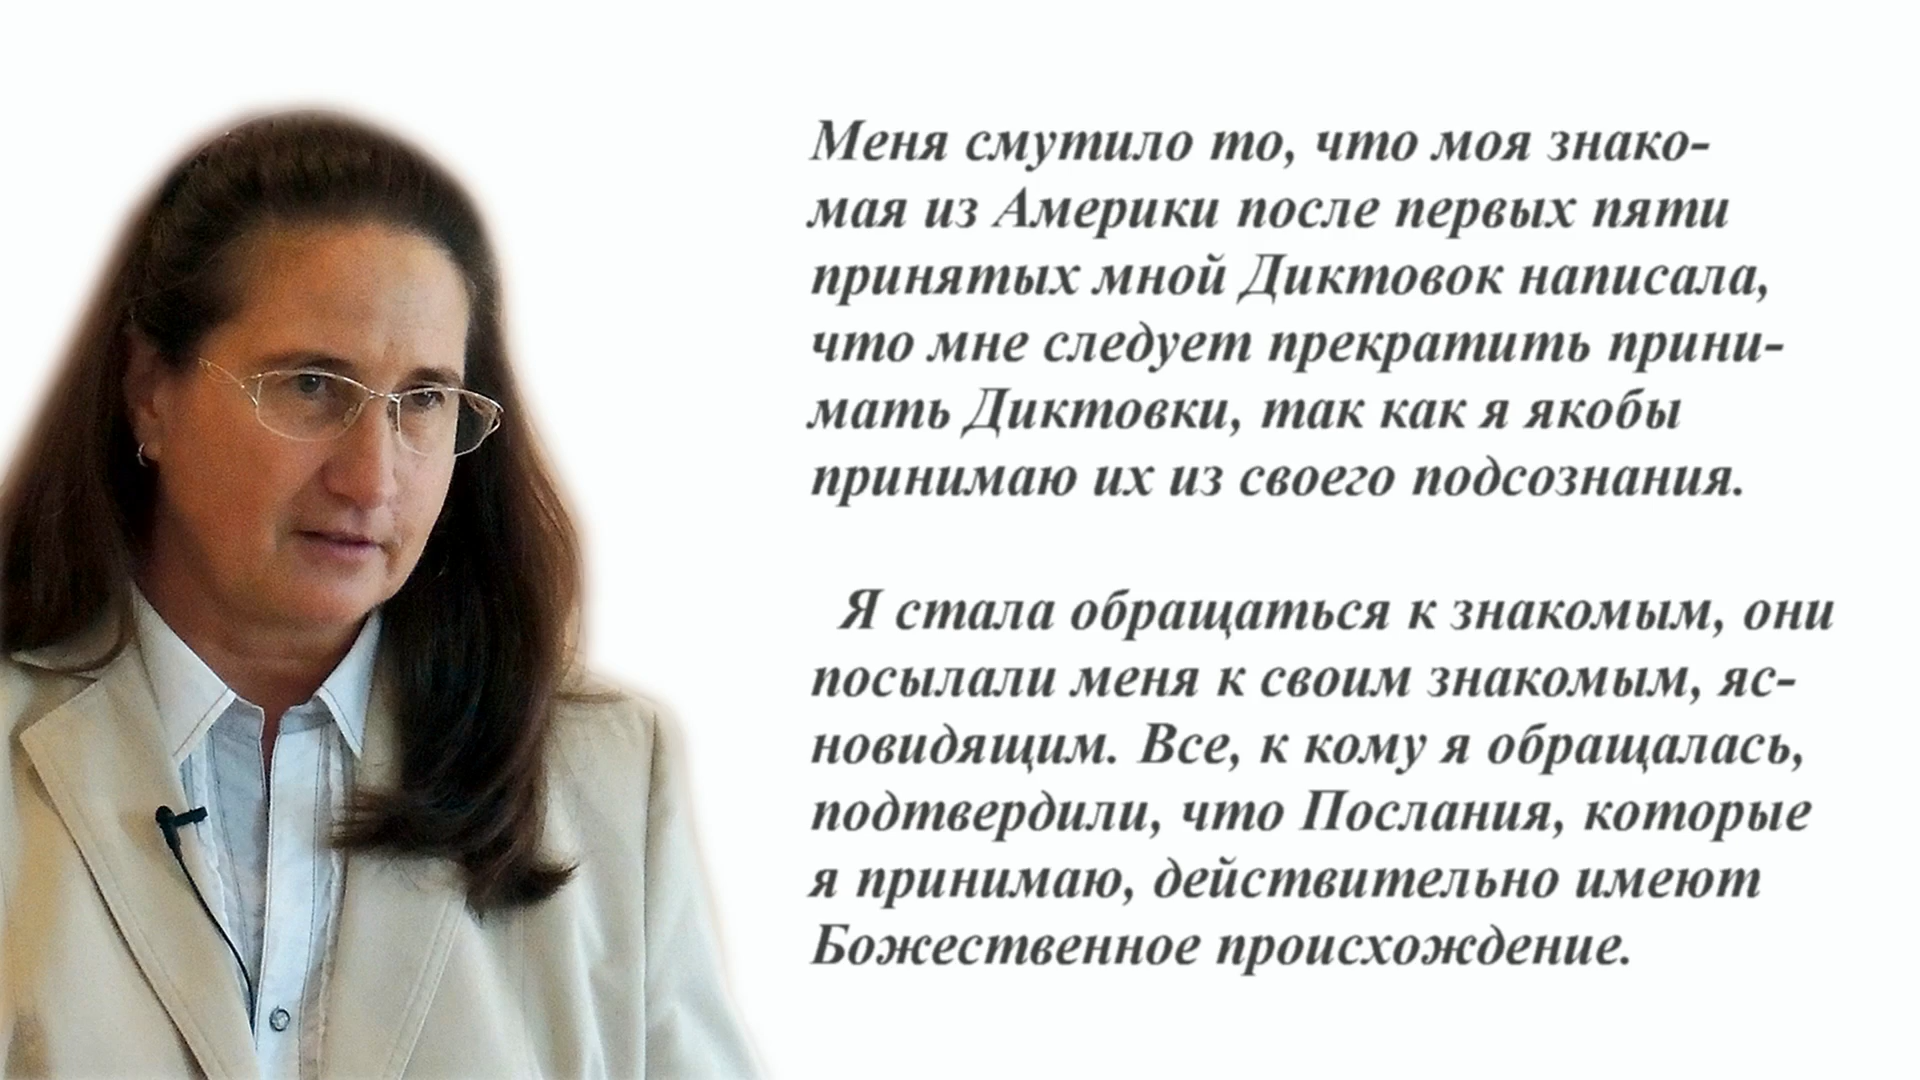 Меня смутило то, что моя знако-
мая из Америки после первых пяти
принятых мной Диктовок написала,
что мне следует прекратить прини-
мать Диктовки, так как я якобы
принимаю их из своего подсознания.
Я стала обращаться к знакомым, они
посылали меня к своим знакомым, яс-
новидящим. Все, к кому я обращалась,
подтвердили, что Послания, которые
я принимаю, действительно имеют
Божественное происхождение.